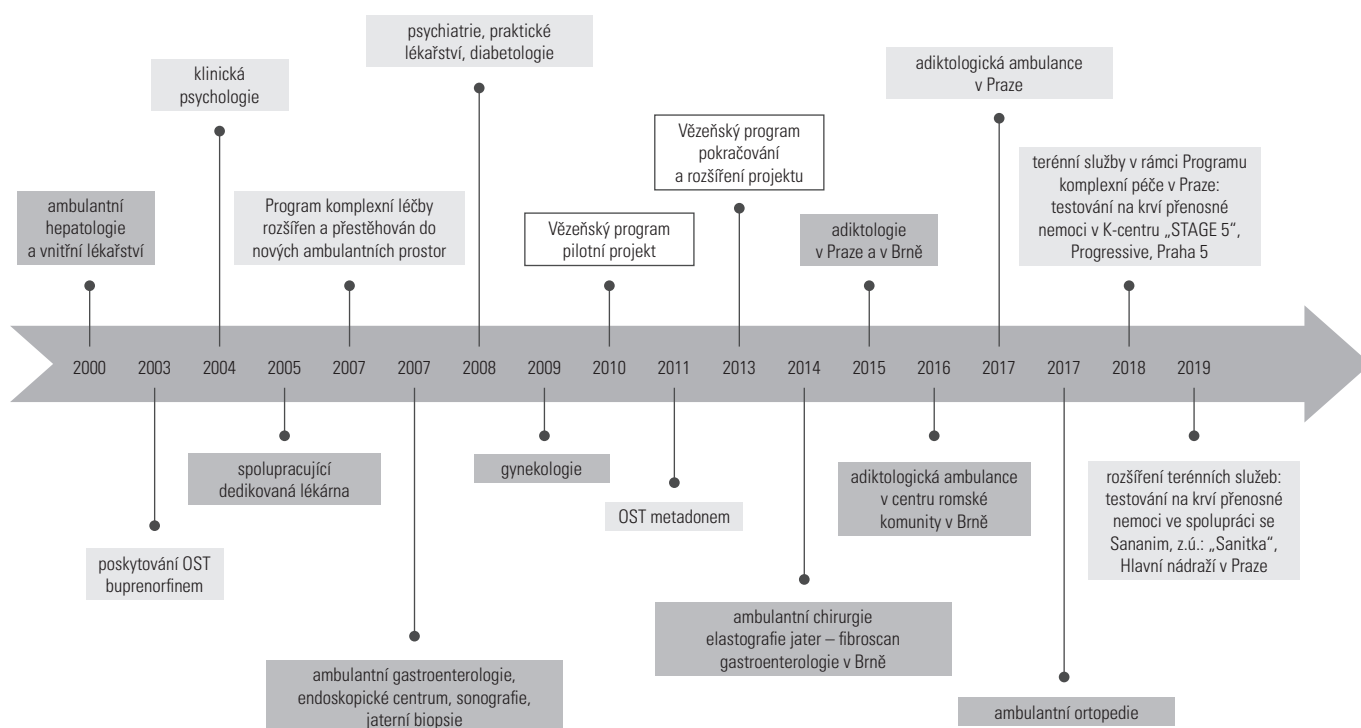 psychiatrie, praktické
lékařství, diabetologie
klinická
psychologie
adiktologická ambulance
v Praze
Vězeňský program
pokračování
a rozšíření projektu
terénní služby v rámci Programu
komplexní péče v Praze:
testování na krví přenosné
nemoci v K-centru „STAGE 5“,
Progressive, Praha 5
ambulantní
hepatologie
a vnitřní lékařství
Program komplexní léčby
rozšířen a přestěhován do
nových ambulantních prostor
Vězeňský program
pilotní projekt
adiktologie
v Praze a v Brně
2000 2003 2004 2005 2007 2007 2008 2009 2010 2011 2013 2014 2015 2016 2017 2017 2018 2019
spolupracující
dedikovaná lékárna
gynekologie
adiktologická ambulance
v centru romské
komunity v Brně
rozšíření terénních služeb:
testování na krví přenosné
nemoci ve spolupráci se
Sananim, z.ú.: „Sanitka“,
Hlavní nádraží v Praze
OST metadonem
poskytování OST
buprenorfinem
ambulantní chirurgie
elastografie jater – fibroscan
gastroenterologie v Brně
ambulantní gastroenterologie,
endoskopické centrum, sonografie,
jaterní biopsie
ambulantní ortopedie